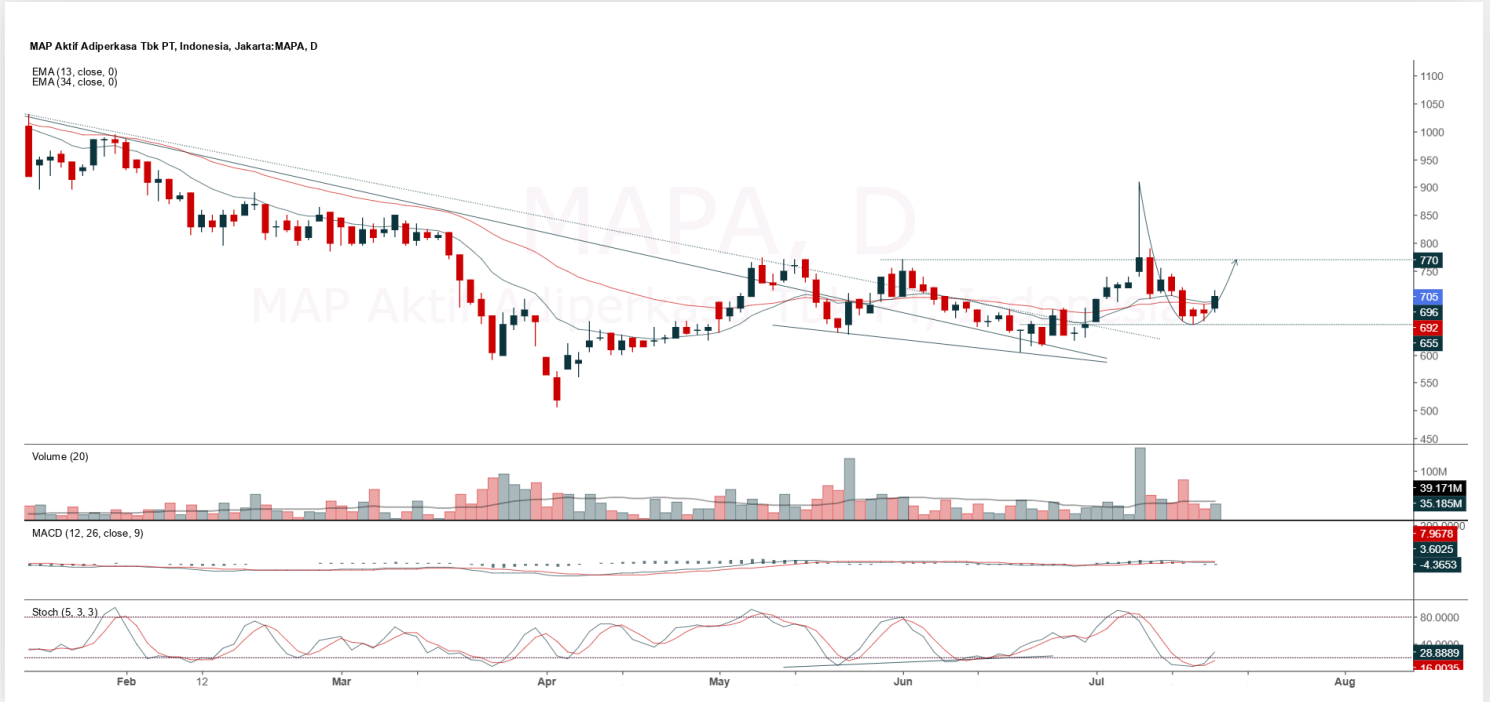 MAP Aktif Adiperkasa Tbk PT, Indonesia, Jakarta:MAPA, D
EMA (13, close, 0)
EMA (34, close, 0)
MAPA, D
MAP Aktif Adiperkasa Tbk PT, Indonesia
1100
1050
1000
950
900
850
800
770
750
705
696
692
655
600
550
500
450
Volume (20)
100M
39.171M
35.185M
MACD (12, 26, close, 9)
200.0000
7.9678
3.6025
-4.3653
Stoch (5, 3, 3)
80.0000
40.0000
28.8889
16.0035
Feb
12
Mar
Apr
May
Jun
Jul
Aug